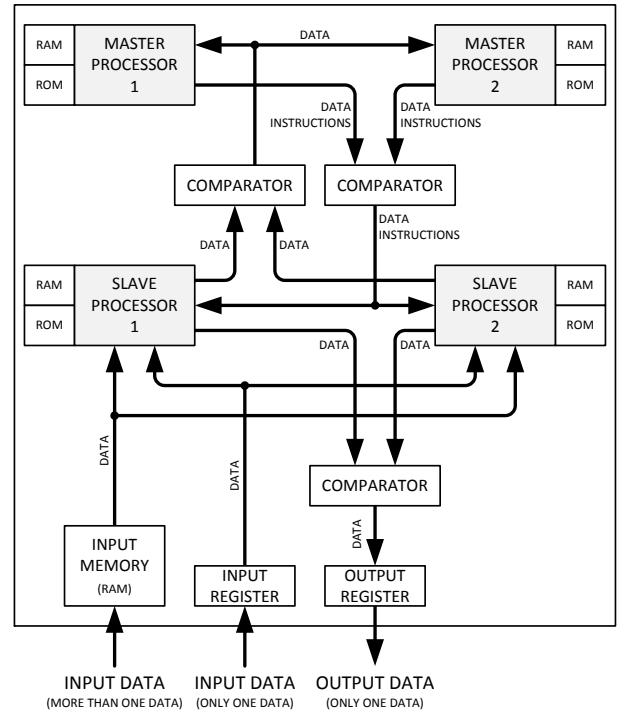 DATA
RAM
ROM
MASTER
PROCESSOR
1
MASTER
PROCESSOR
2
RAM
ROM
DATA
INSTRUCTIONS
DATA
INSTRUCTIONS
COMPARATOR
COMPARATOR
DATA
INSTRUCTIONS
DATA
DATA
RAM
ROM
SLAVE
PROCESSOR
1
SLAVE
PROCESSOR
2
RAM
ROM
DATA
DATA
DATA
DATA
COMPARATOR
DATA
INPUT
MEMORY
(RAM)
INPUT
REGISTER
OUTPUT
REGISTER
INPUT DATA
(MORE THAN ONE DATA)
INPUT DATA
(ONLY ONE DATA)
OUTPUT DATA
(ONLY ONE DATA)